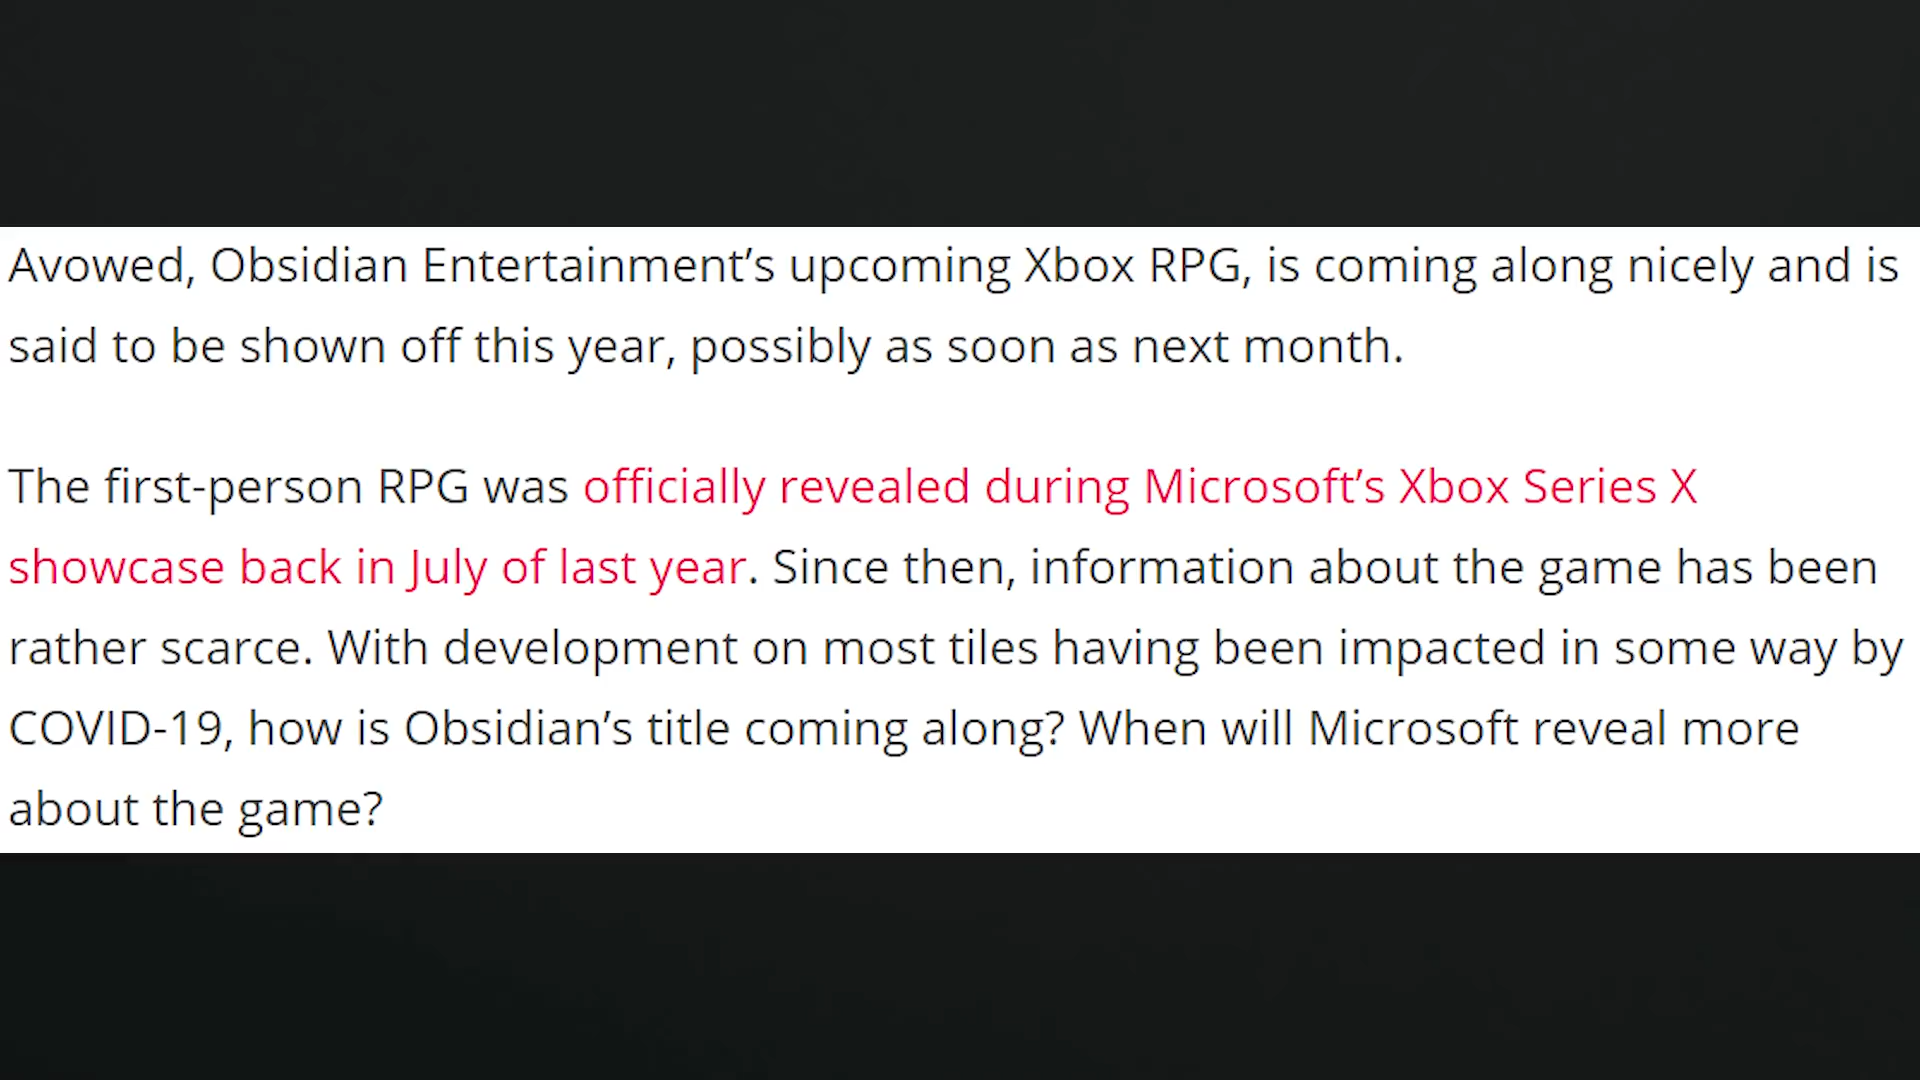 Avowed, Obsidian Entertainment’s upcoming Xbox RPG, is coming along nicely and is
said to be shown off this year, possibly as soon as next month.
The first-person RPG was officially revealed during Microsoft’s Xbox Series X
showcase back in July of last year. Since then, information about the game has been
rather scarce. With development on most tiles having been impacted in some way by
COVID-19, how is Obsidian’s title coming along? When will Microsoft reveal more
about the game?